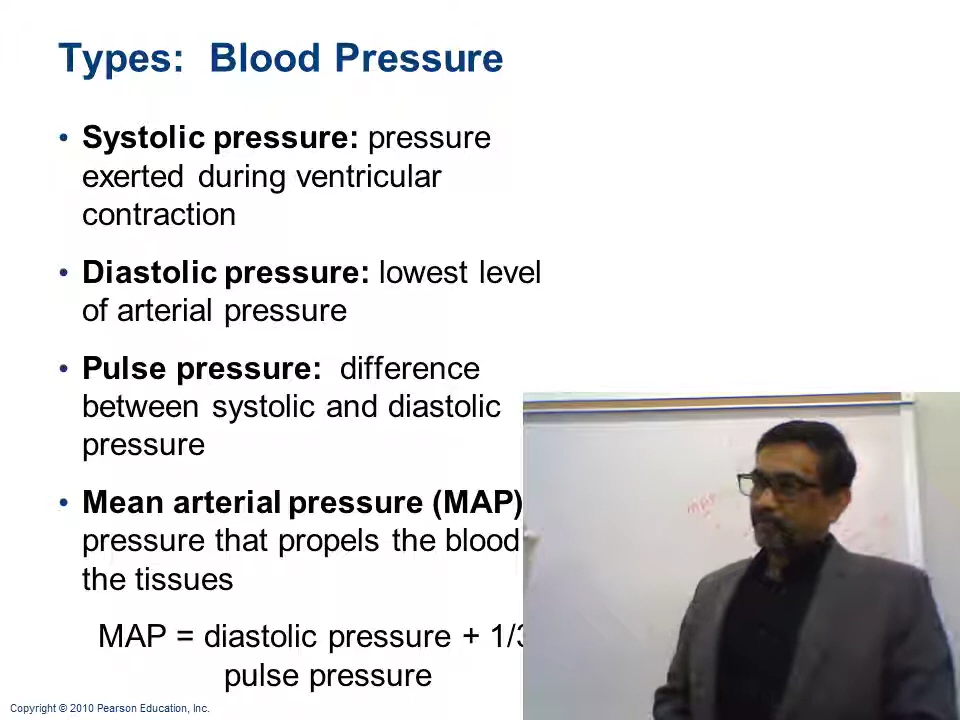 Types: Blood Pressure
• Systolic pressure: pressure
exerted during ventricular
contraction
• Diastolic pressure: lowest level
of arterial pressure
• Pulse pressure: difference
between systolic and diastolic
pressure
• Mean arterial pressure (MAP)
pressure that propels the blood
the tissues
MAP = diastolic pressure + 1/3
pulse pressure
Copyright © 2010 Pearson Education, Inc.